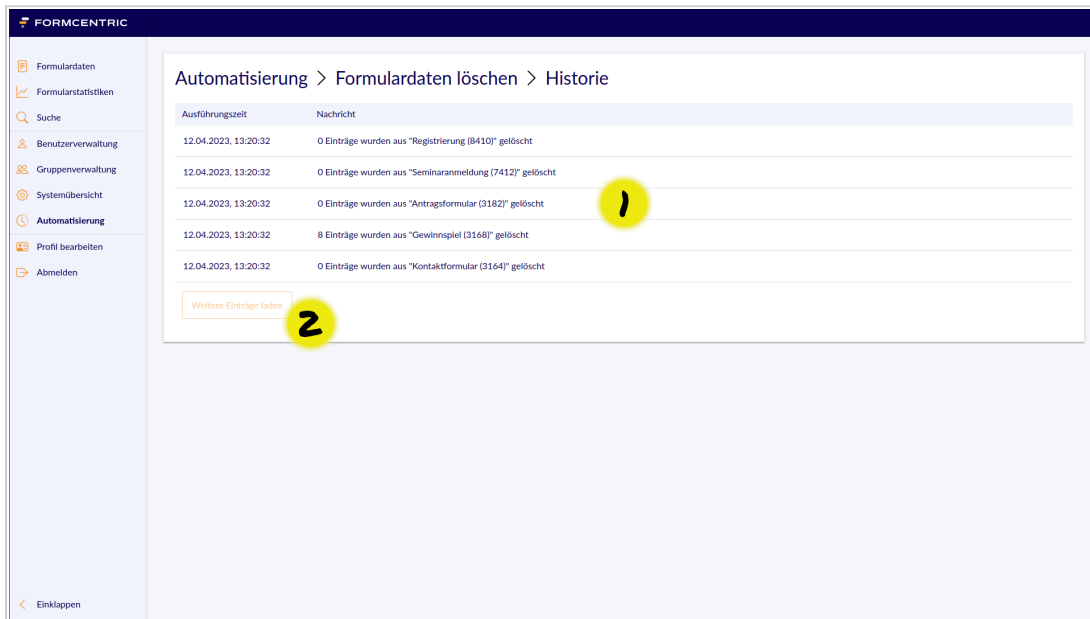 FORMCENTRIC
Formulardaten
Formularstatistiken
Suche
Benutzerverwaltung
Gruppenverwaltung
Systemübersicht
Automatisierung
Profil bearbeiten
Abmelden
Einklappen
Automatisierung > Formulardaten löschen > Historie
Ausführungszeit Nachricht
12.04.2023, 13:20:32 0 Einträge wurden aus "Registrierung (8410)" gelöscht
12.04.2023, 13:20:32 0 Einträge wurden aus "Seminaranmeldung (7412)" gelöscht
12.04.2023, 13:20:32 0 Einträge wurden aus "Antragsformular (3182)" gelöscht
1
12.04.2023, 13:20:32 8 Einträge wurden aus "Gewinnspiel (3168)" gelöscht
12.04.2023, 13:20:32 0 Einträge wurden aus "Kontaktformular (3164)" gelöscht
Weitere Einträge laden
2